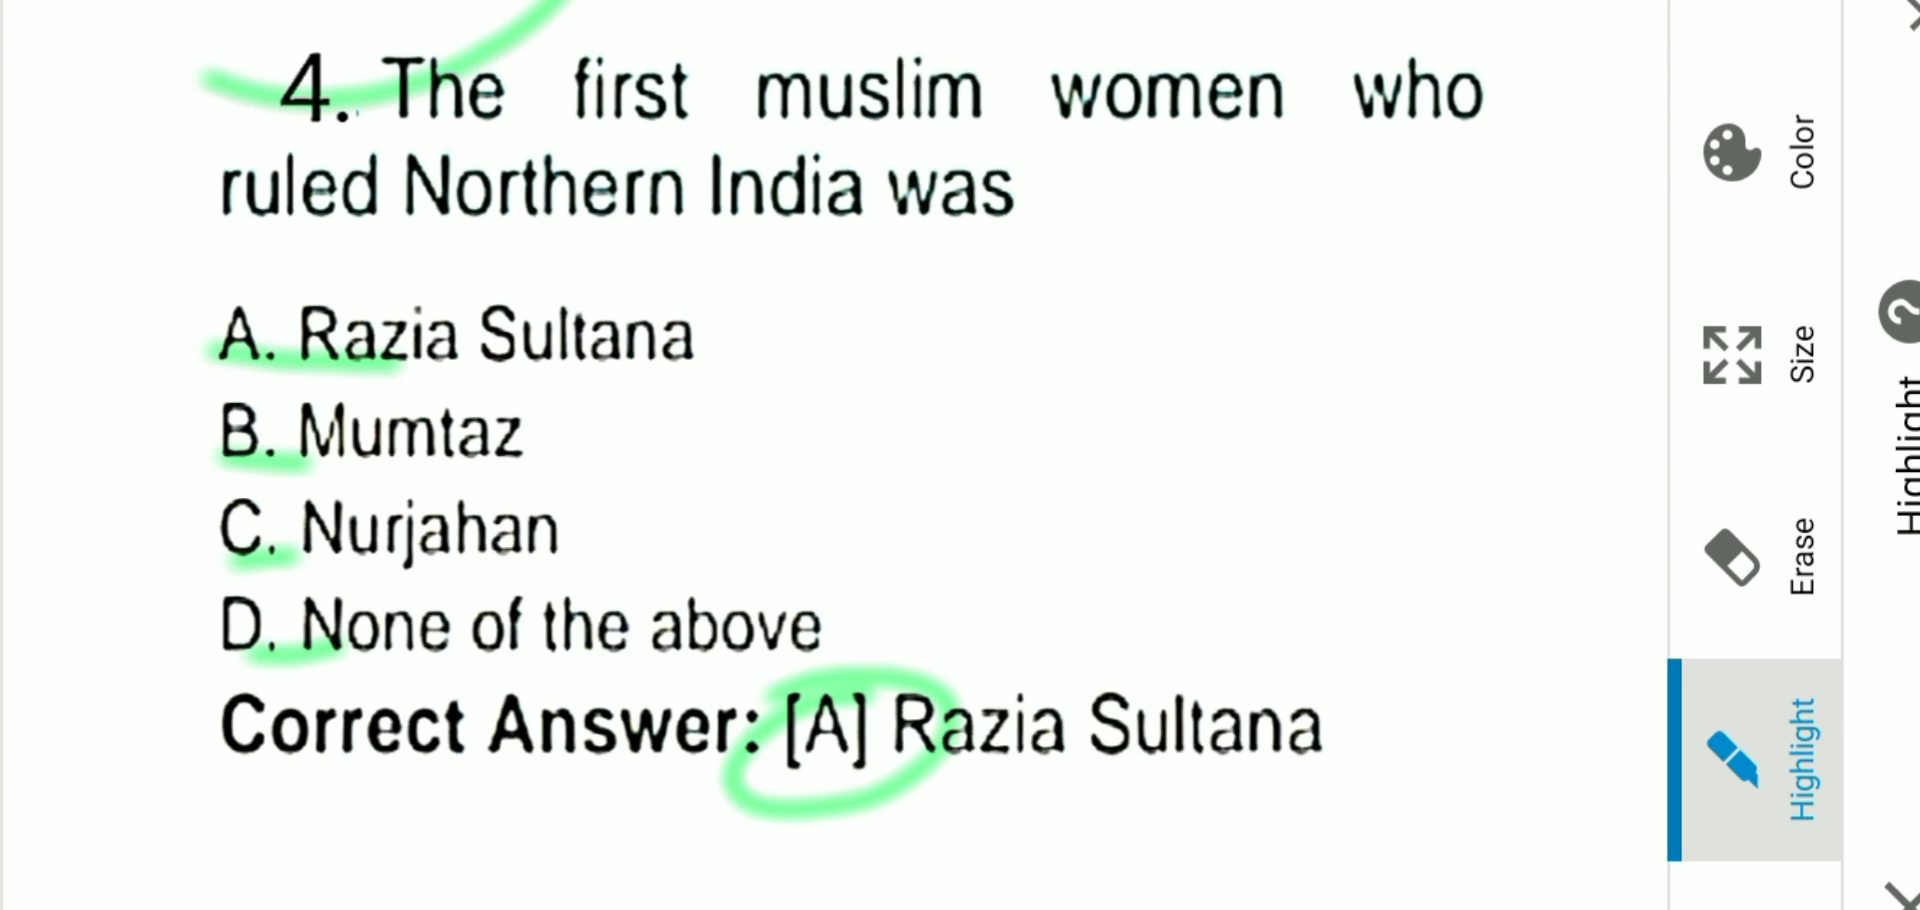 4. The first muslim women who
ruled Northern India was
A. Razia Sultana
B. Mumtaz
C. Nurjahan
D. None of the above
Correct Answer: [A] Razia Sultana
Color
Size
Erase
Highlight
Highlight